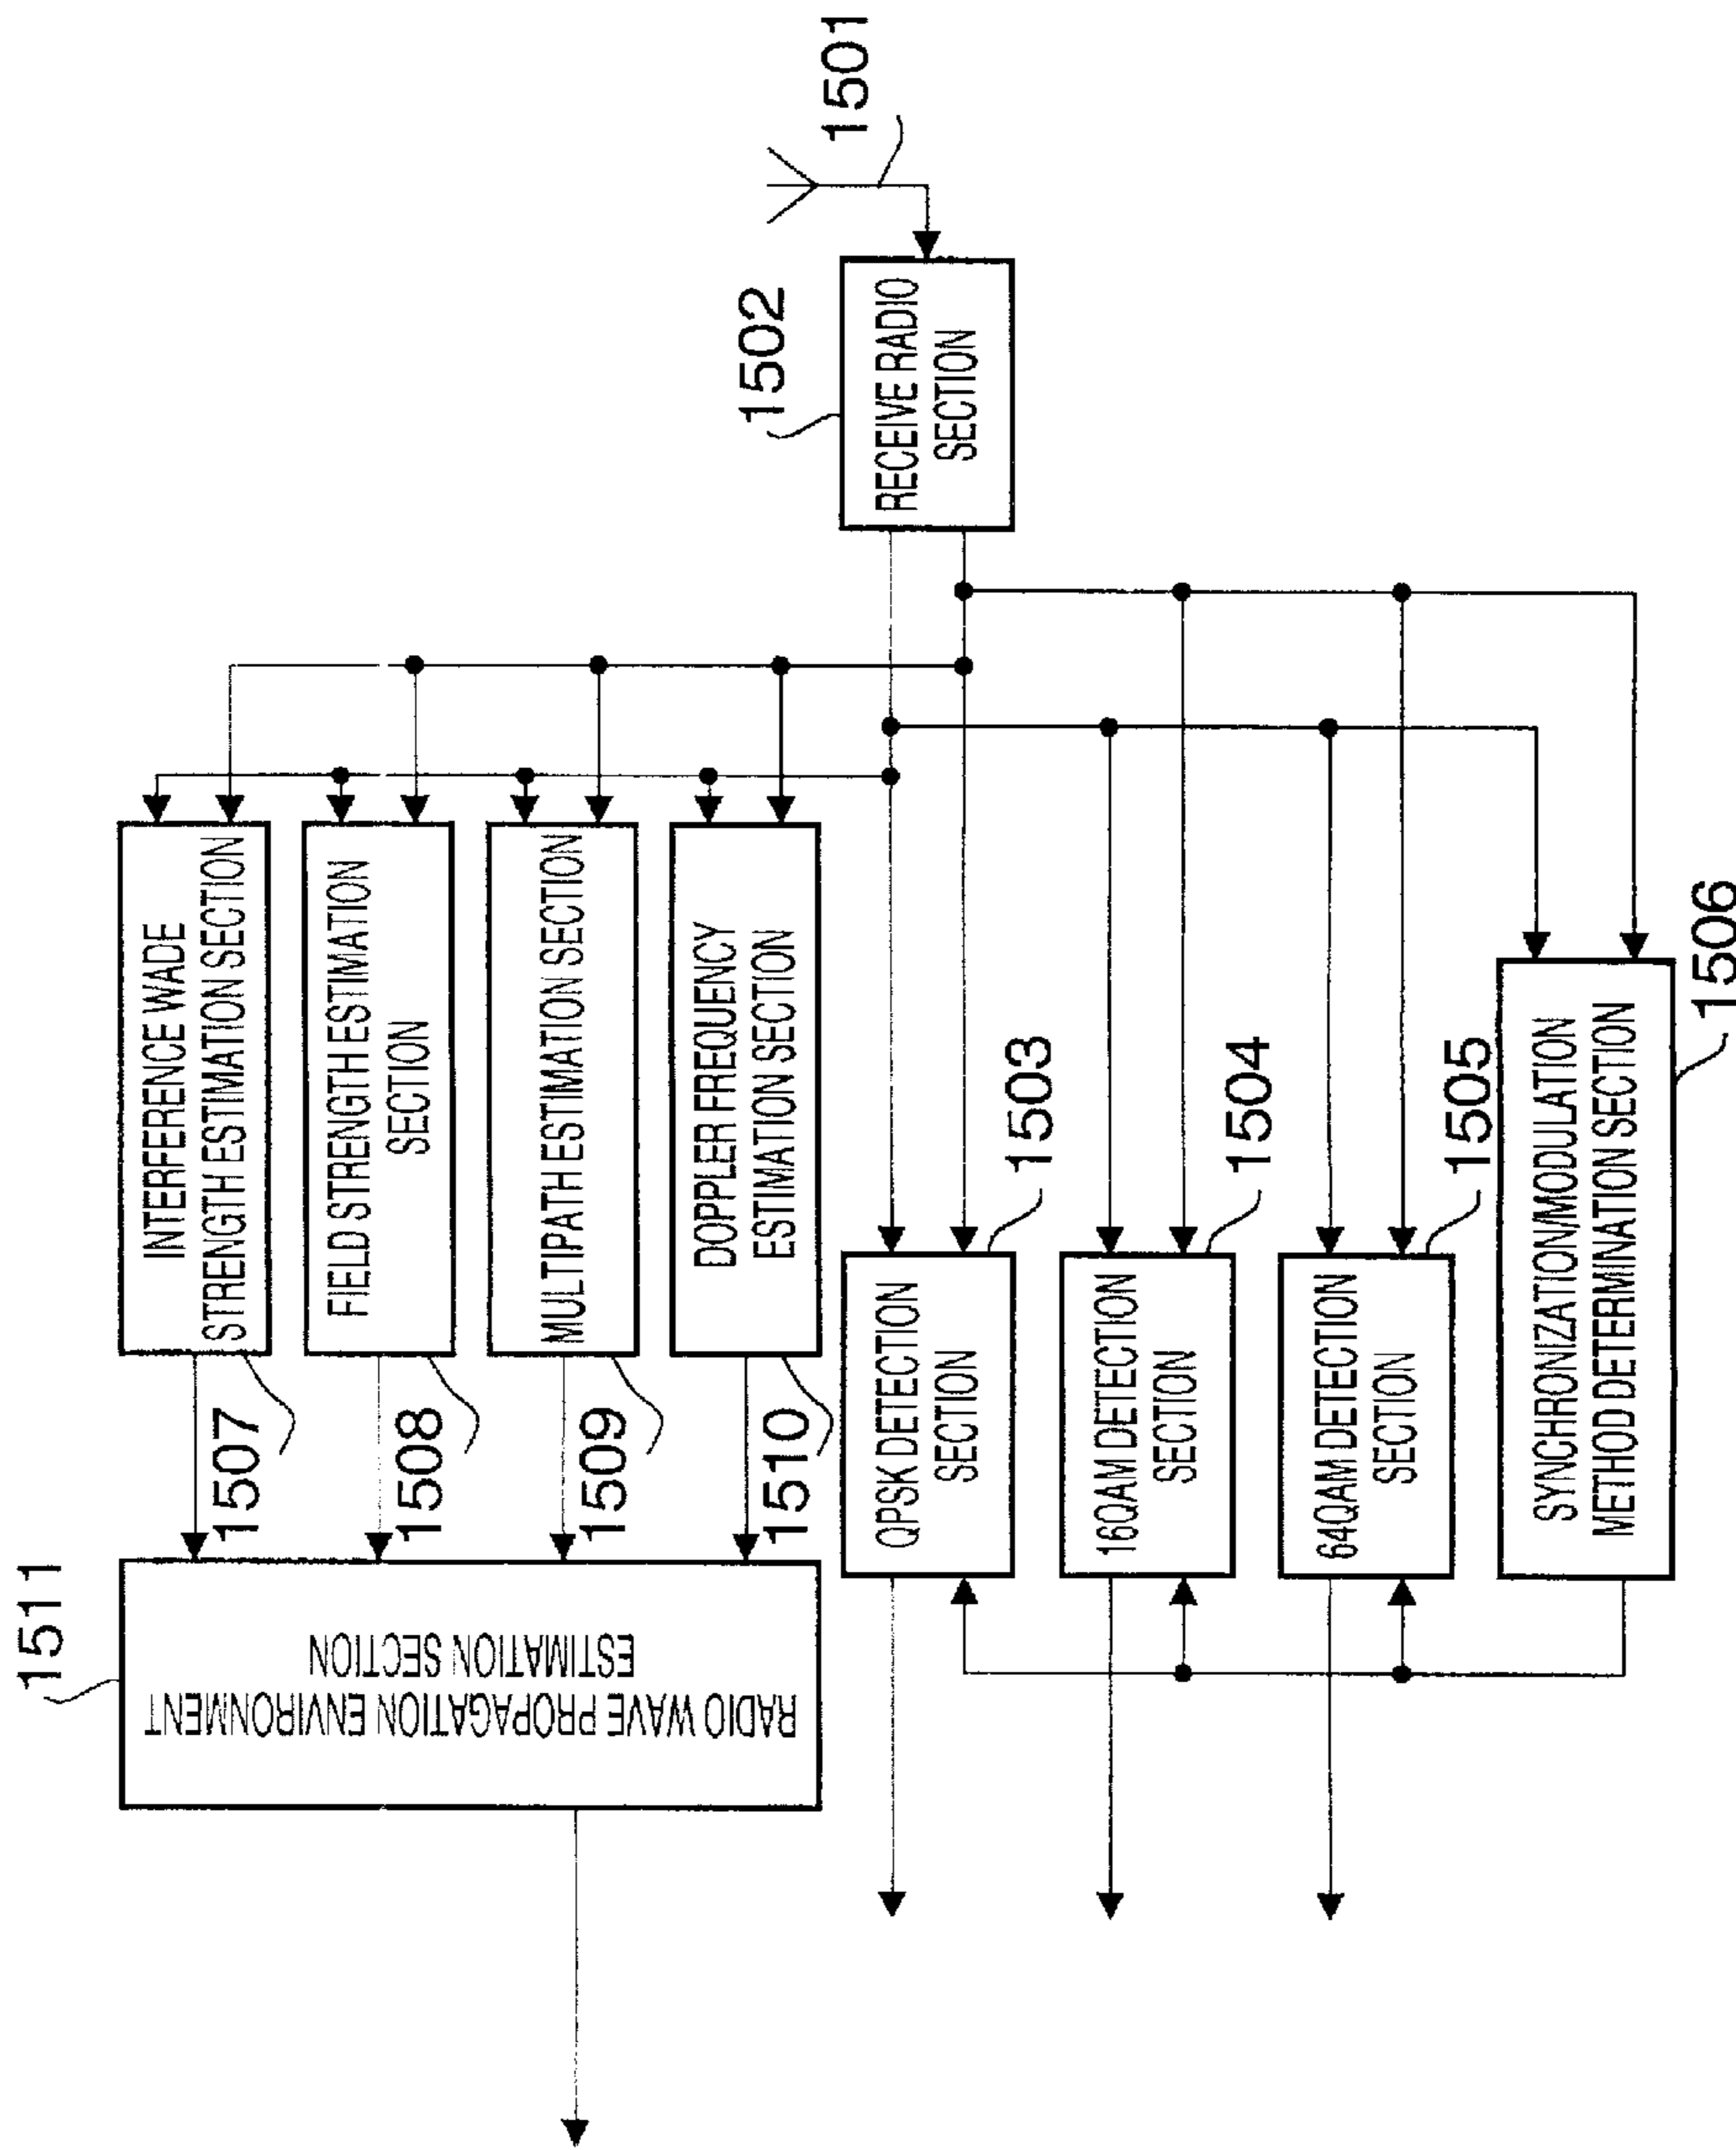 1501
1502
RECEIVE RADIO
SECTION
INTERFERENCE WADE
STRENGTH ESTIMATION SECTION
1507
FIELD STRENGTH ESTIMATION
SECTION
1508
MULTIPATH ESTIMATION SECTION
1509
DOPPLER FREQUENCY
ESTIMATION SECTION
1510
QPSK DETECTION
SECTION
1503
16QAM DETECTION
SECTION
1504
64QAM DETECTION
SECTION
1505
SYNCHRONIZATION/MODULATION
METHOD DETERMINATION SECTION
1506
1511
RADIO WAVE PROPAGATION ENVIRONMENT
ESTIMATION SECTION